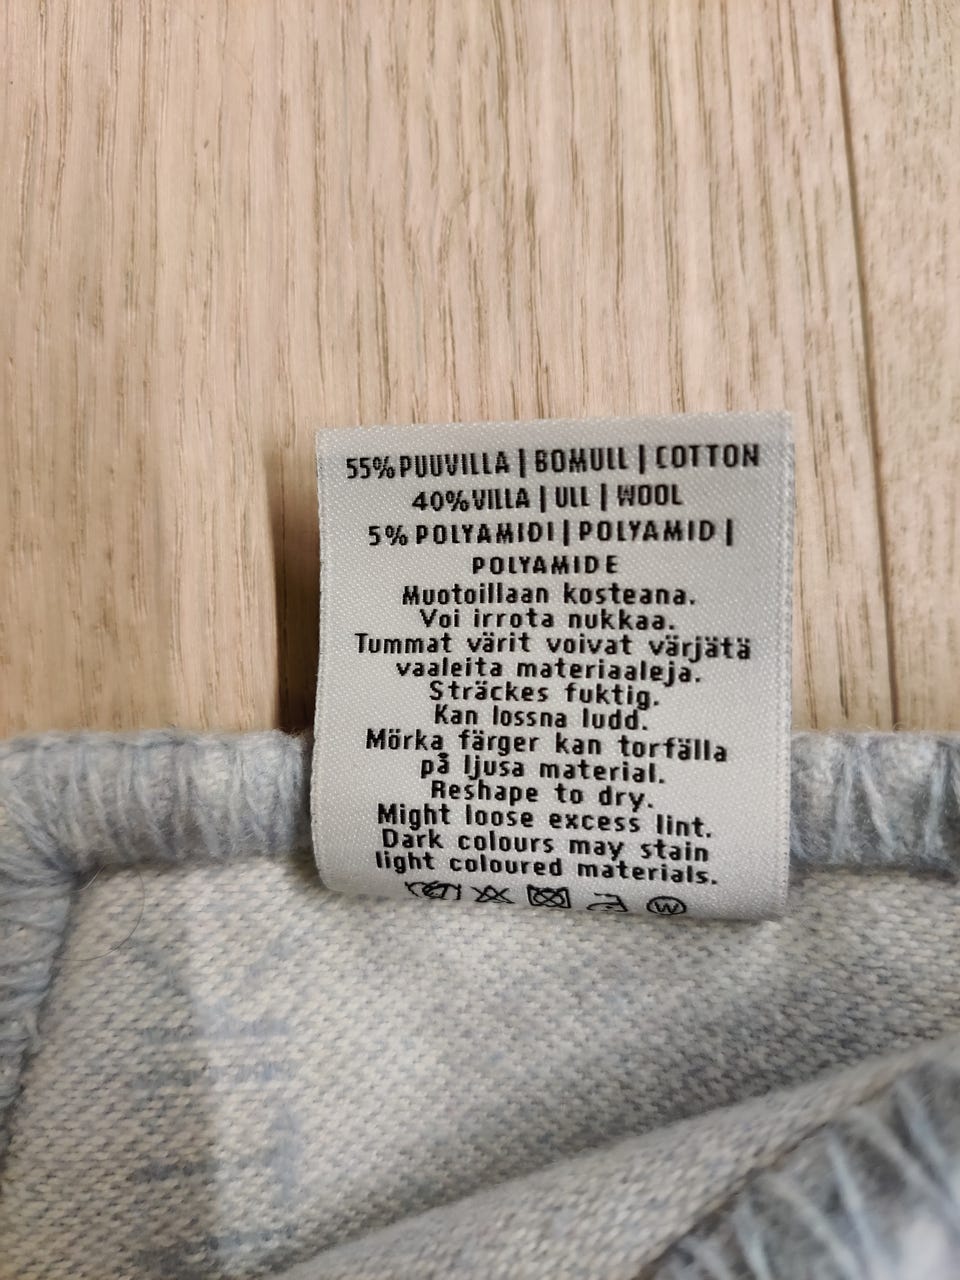 55% PUUVILLA | BOMULL | COTTON
40% VILLA | ULL | WOOL
5% POLYAMIDI | POLYAMID |
POLYAMIDE
Muotoillaan kosteana.
Voi irrota nukkaa.
Tummat värit voivat värjätä
vaaleita materiaaleja.
Sträckes fuktig.
Kan lossna ludd.
Mörka färger kan torfälla
på ljusa material.
Reshape to dry.
Might loose excess lint.
Dark colours may stain
light coloured materials.
W